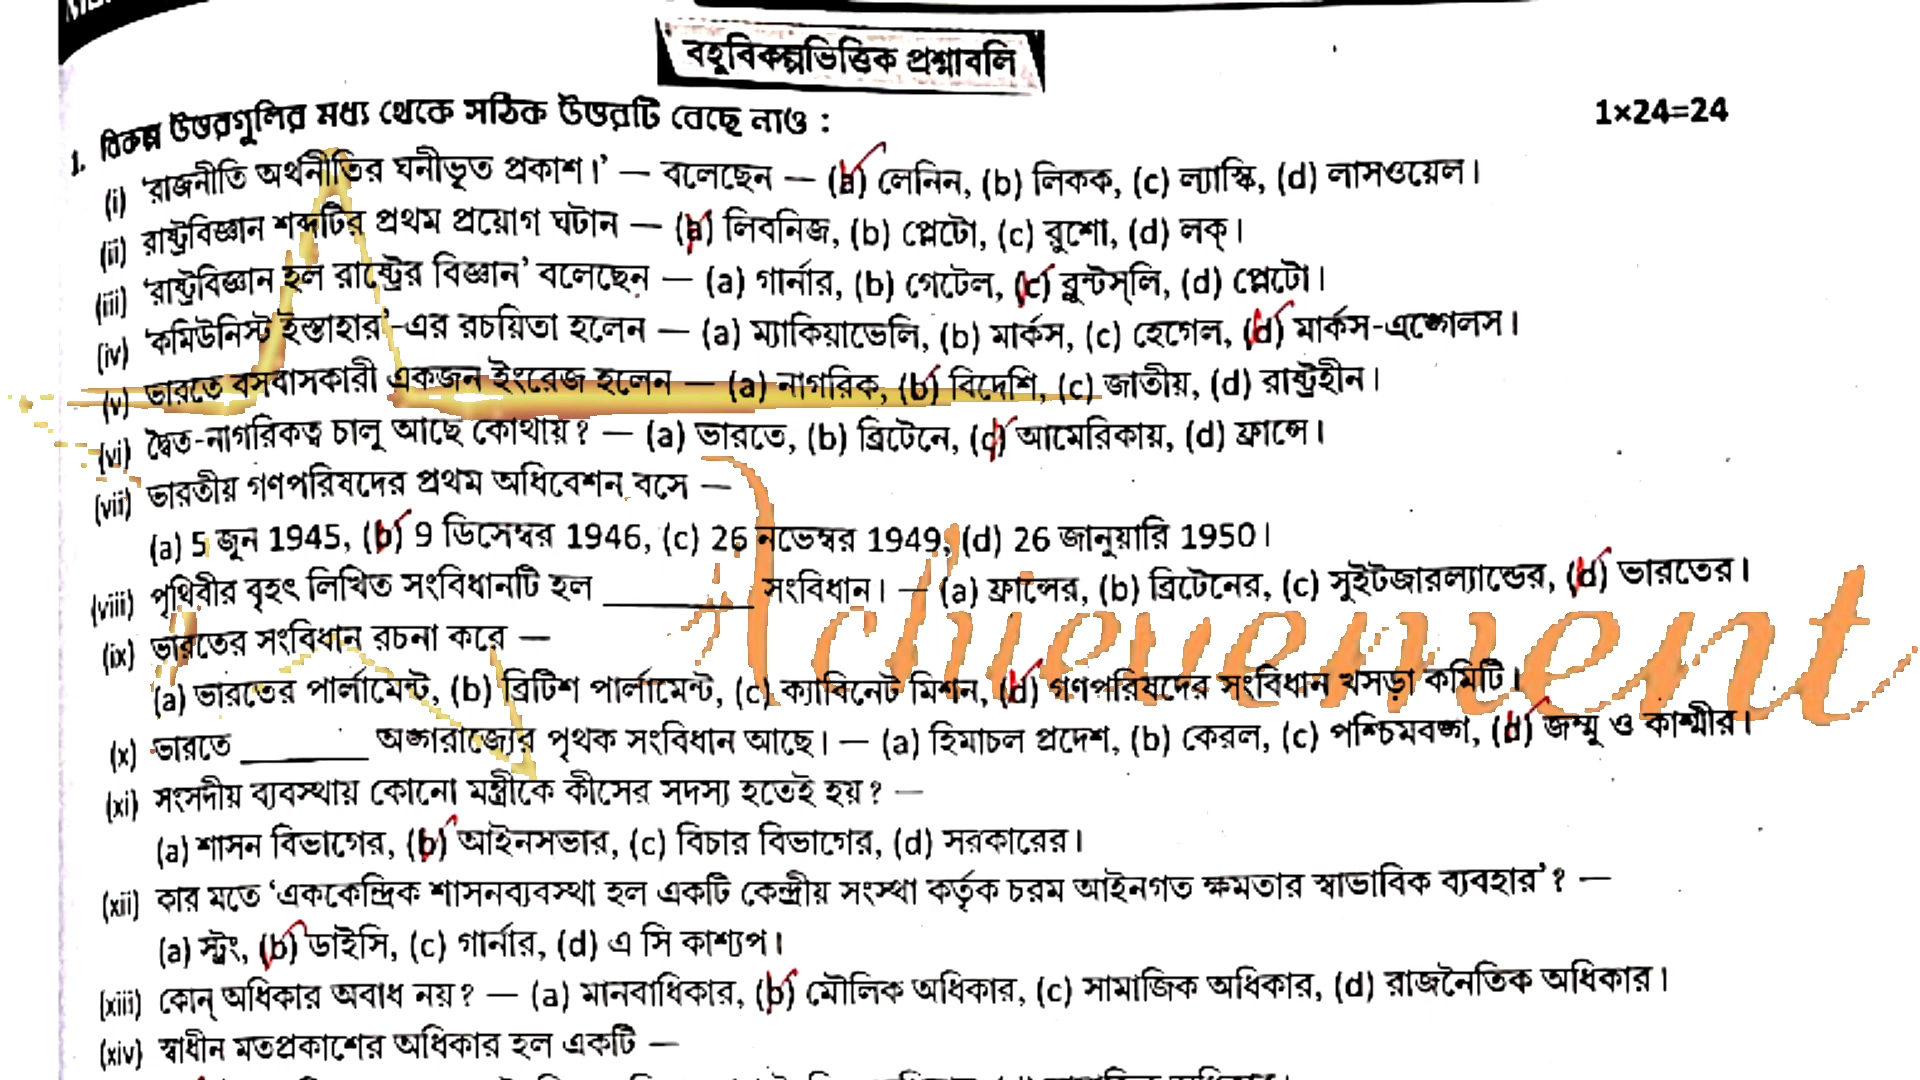 বহুবিকল্পভিত্তিক প্রশ্নাবলি
1. বিকল্প উত্তরগুলির মধ্য থেকে সঠিক উত্তরটি বেছে নাও : 1×24=24
(i) 'রাজনীতি অর্থনীতির ঘনীভূত প্রকাশ।' — বলেছেন — (a) লেনিন, (b) লিকক, (c) ল্যাস্কি, (d) লাসওয়েল।
(ii) রাষ্ট্রবিজ্ঞান শব্দটির প্রথম প্রয়োগ ঘটান — (a) লিবনিজ, (b) প্লেটো, (c) রুশো, (d) লক্।
(iii) 'রাষ্ট্রবিজ্ঞান হল রাষ্ট্রের বিজ্ঞান' বলেছেন — (a) গার্নার, (b) গেটেল, (c) ব্লুন্টস্‌লি, (d) প্লেটো।
(iv) 'কমিউনিস্ট ইস্তাহার'-এর রচয়িতা হলেন — (a) ম্যাকিয়াভেলি, (b) মার্কস, (c) হেগেল, (d) মার্কস-এঙ্গেলস।
(v) ভারতে বসবাসকারী একজন ইংরেজ হলেন — (a) নাগরিক, (b) বিদেশি, (c) জাতীয়, (d) রাষ্ট্রহীন।
(vi) দ্বৈত-নাগরিকত্ব চালু আছে কোথায়? — (a) ভারতে, (b) ব্রিটেনে, (c) আমেরিকায়, (d) ফ্রান্সে।
(vii) ভারতীয় গণপরিষদের প্রথম অধিবেশন বসে —
(a) 5 জুন 1945, (b) 9 ডিসেম্বর 1946, (c) 26 নভেম্বর 1949, (d) 26 জানুয়ারি 1950।
(viii) পৃথিবীর বৃহৎ লিখিত সংবিধানটি হল ________ সংবিধান। — (a) ফ্রান্সের, (b) ব্রিটেনের, (c) সুইটজারল্যান্ডের, (d) ভারতের।
Achievement
(ix) ভারতের সংবিধান রচনা করে —
(a) ভারতের পার্লামেন্ট, (b) ব্রিটিশ পার্লামেন্ট, (c) ক্যাবিনেট মিশন, (d) গণপরিষদের সংবিধান খসড়া কমিটি।
(x) ভারতে ________ অঙ্গরাজ্যের পৃথক সংবিধান আছে। — (a) হিমাচল প্রদেশ, (b) কেরল, (c) পশ্চিমবঙ্গ, (d) জম্মু ও কাশ্মীর।
(xi) সংসদীয় ব্যবস্থায় কোনো মন্ত্রীকে কীসের সদস্য হতেই হয়? —
(a) শাসন বিভাগের, (b) আইনসভার, (c) বিচার বিভাগের, (d) সরকারের।
(xii) কার মতে 'এককেন্দ্রিক শাসনব্যবস্থা হল একটি কেন্দ্রীয় সংস্থা কর্তৃক চরম আইনগত ক্ষমতার স্বাভাবিক ব্যবহার'? —
(a) স্ট্রং, (b) ডাইসি, (c) গার্নার, (d) এ সি কাশ্যপ।
(xiii) কোন্ অধিকার অবাধ নয়? — (a) মানবাধিকার, (b) মৌলিক অধিকার, (c) সামাজিক অধিকার, (d) রাজনৈতিক অধিকার।
(xiv) স্বাধীন মতপ্রকাশের অধিকার হল একটি —